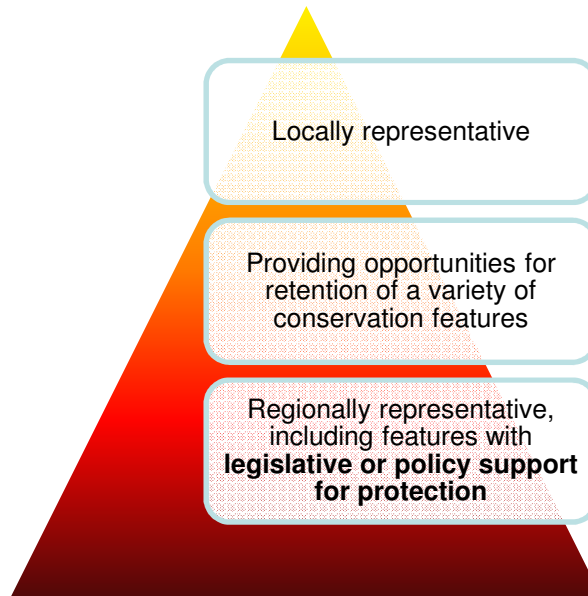 Locally representative
Providing opportunities for
retention of a variety of
conservation features
Regionally representative,
including features with
legislative or policy support
for protection